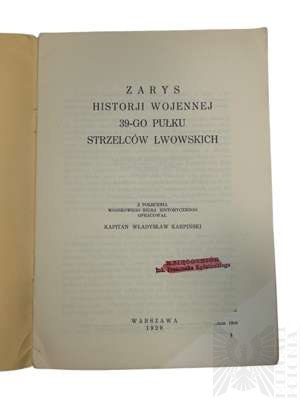 ZARYS
HISTORJI WOJENNEJ
39-GO PUŁKU
STRZELCÓW LWOWSKICH
Z POLECENIA
WOJSKOWEGO BIURA HISTORYCZNEGO
OPRACOWAŁ
KAPITAN WŁADYSŁAW KARPIŃSKI
WARSZAWA
1929